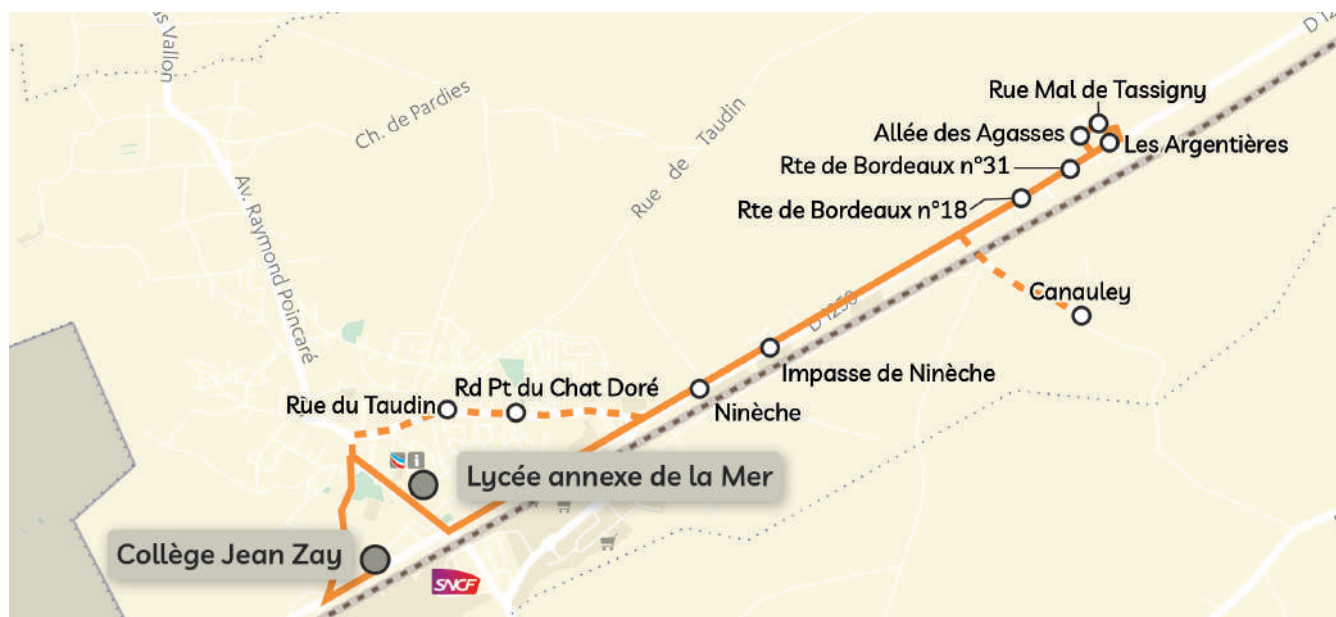 Vallon
D 12
Rue Mal de Tassigny
Ch. de Pardies
Allée des Agasses
Les Argentières
Rue de Taudin
Rte de Bordeaux n°31
Rte de Bordeaux n°18
Av. Raymond Poincaré
Canauley
D 1250
Impasse de Ninèche
Rd Pt du Chat Doré
Rue du Taudin
Ninèche
i
Lycée annexe de la Mer
Collège Jean Zay
SNCF